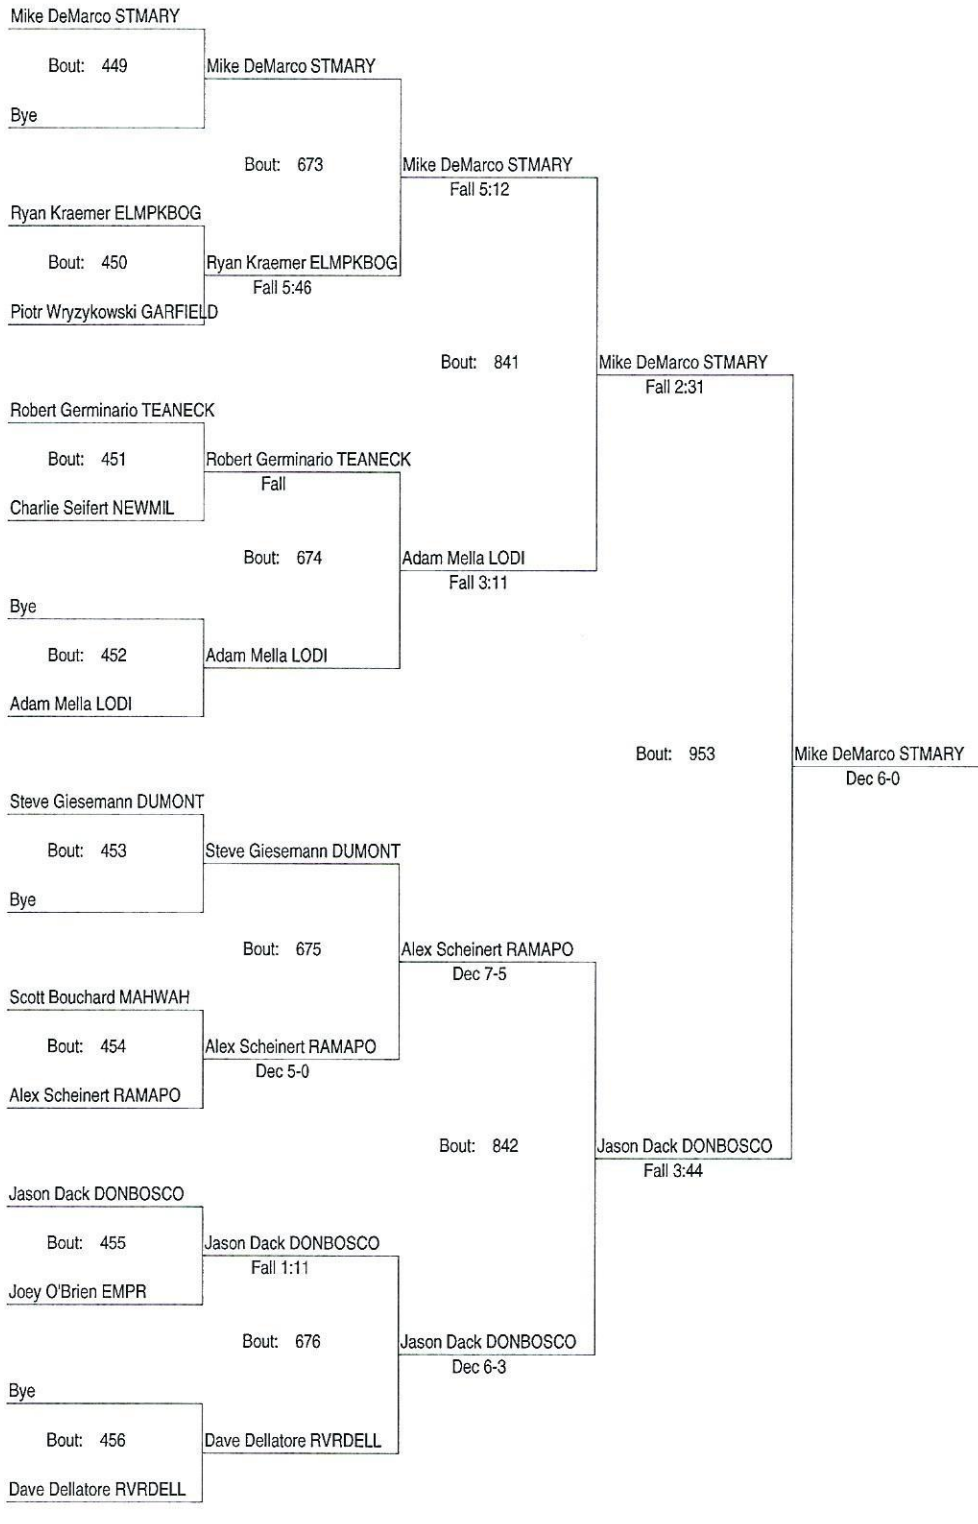 Mike DeMarco STMARY
Bout: 449
Mike DeMarco STMARY
Bye
Bout: 673
Mike DeMarco STMARY
Fall 5:12
Ryan Kraemer ELMPKBOG
Bout: 450
Ryan Kraemer ELMPKBOG
Fall 5:46
Piotr Wryzykowski GARFIELD
Bout: 841
Mike DeMarco STMARY
Fall 2:31
Robert Germinario TEANECK
Bout: 451
Robert Germinario TEANECK
Fall
Charlie Seifert NEWMIL
Bout: 674
Adam Mella LODI
Fall 3:11
Bye
Bout: 452
Adam Mella LODI
Adam Mella LODI
Bout: 953
Mike DeMarco STMARY
Dec 6-0
Steve Giesemann DUMONT
Bout: 453
Steve Giesemann DUMONT
Bye
Bout: 675
Alex Scheinert RAMAPO
Dec 7-5
Scott Bouchard MAHWAH
Bout: 454
Alex Scheinert RAMAPO
Dec 5-0
Alex Scheinert RAMAPO
Bout: 842
Jason Dack DONBOSCO
Fall 3:44
Jason Dack DONBOSCO
Bout: 455
Jason Dack DONBOSCO
Fall 1:11
Joey O'Brien EMPR
Bout: 676
Jason Dack DONBOSCO
Dec 6-3
Bye
Bout: 456
Dave Dellatore RVRDELL
Dave Dellatore RVRDELL